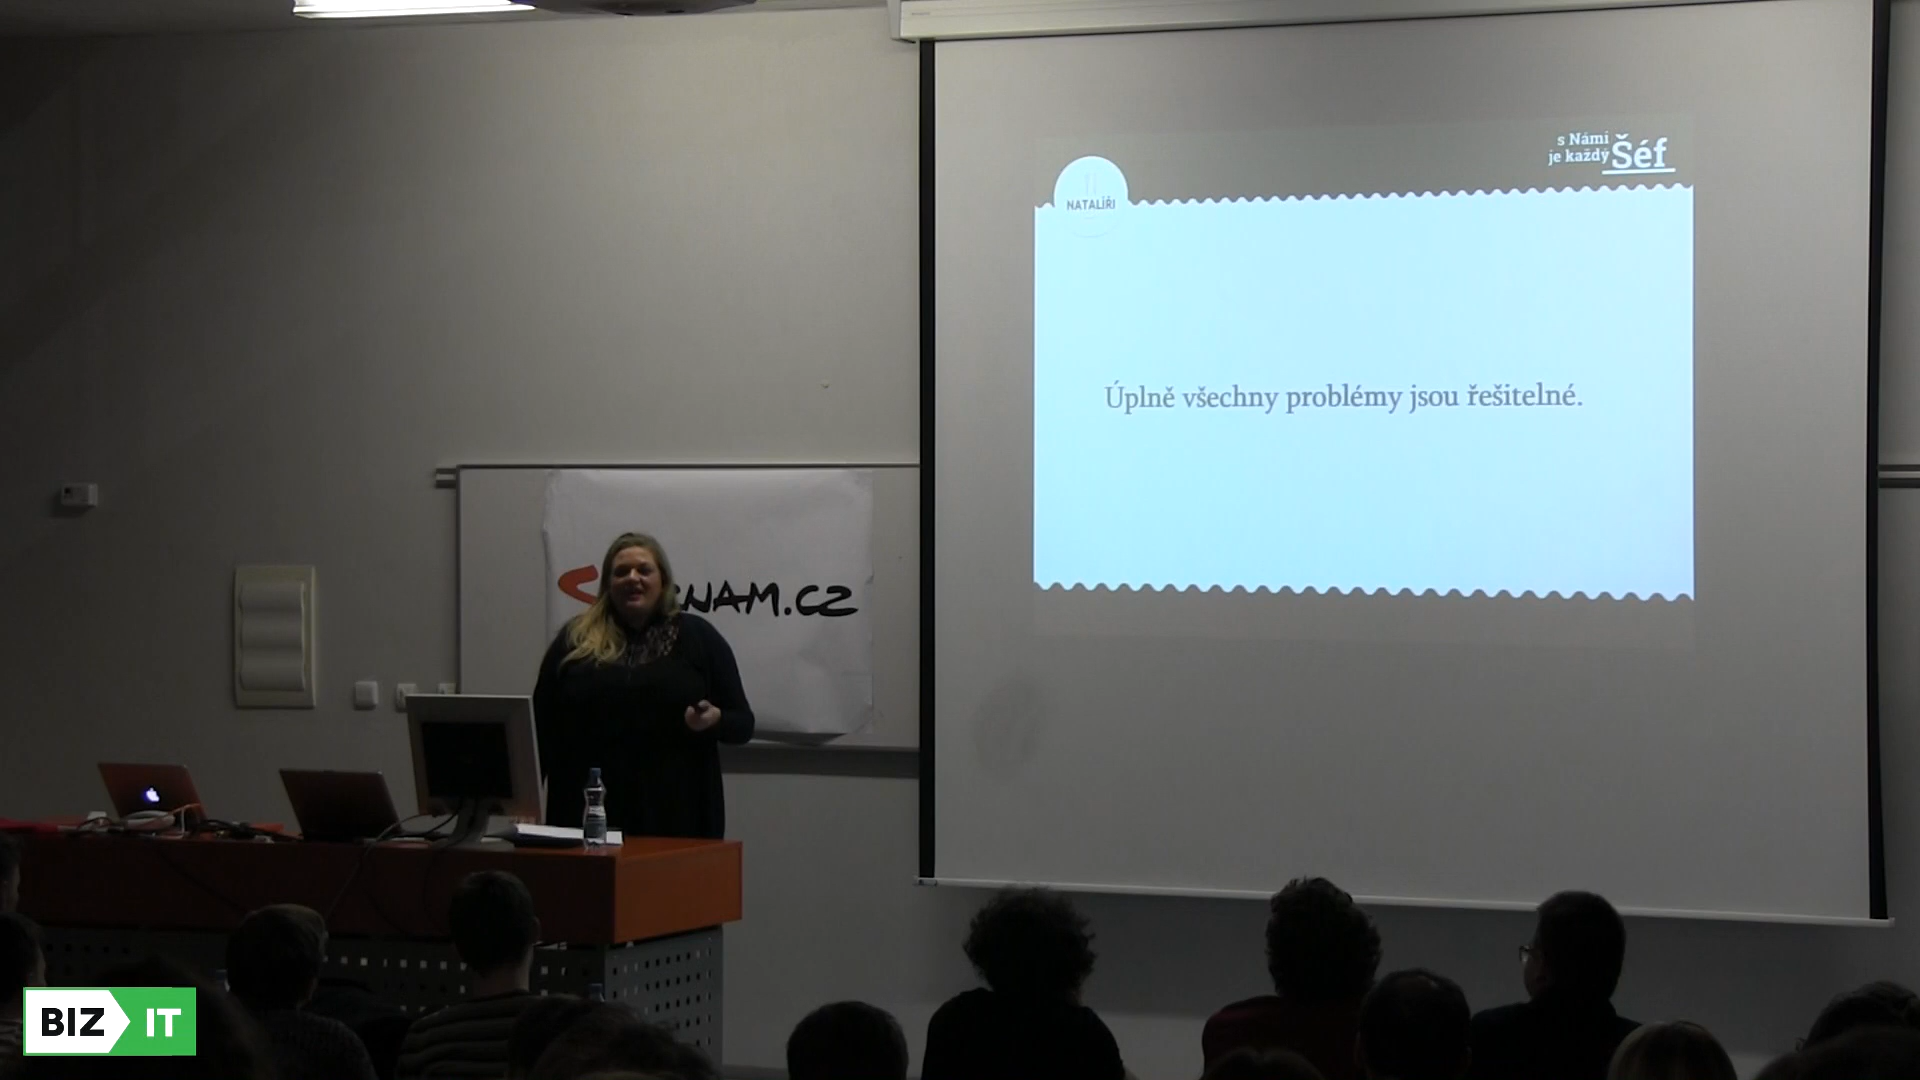 s Námi
je každý Šéf
NATALÍŘI
Úplně všechny problémy jsou řešitelné.
NAM.CZ
BIZ IT